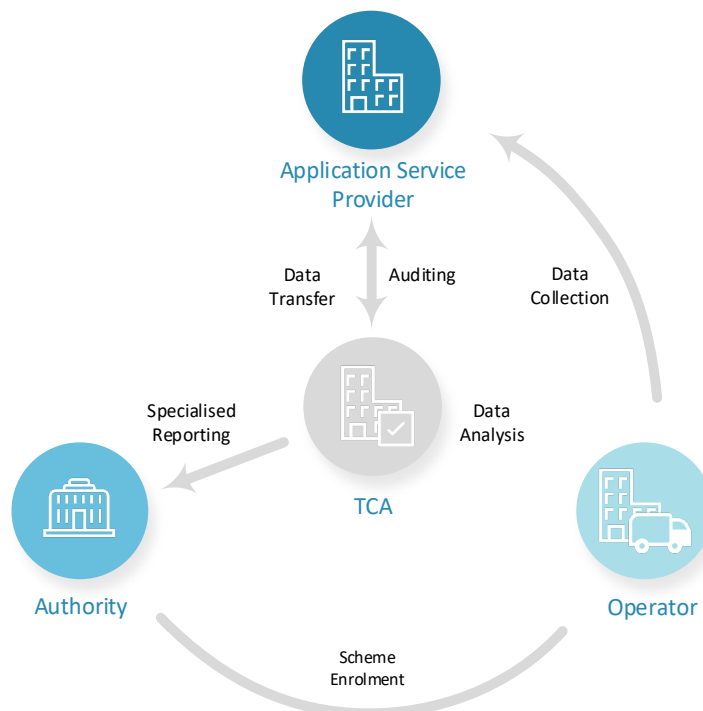 Application Service
Provider
Data
Transfer
Auditing
Data
Collection
Specialised
Reporting
Data
Analysis
TCA
Authority
Operator
Scheme
Enrolment